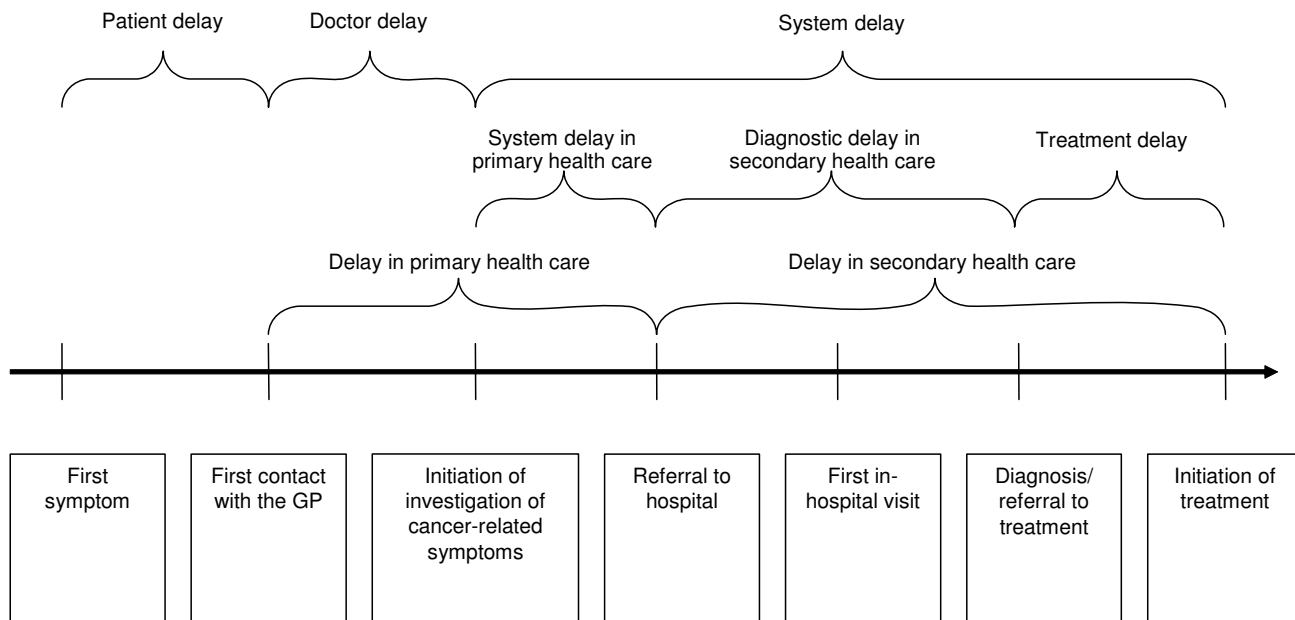 Patient delay
Doctor delay
System delay
System delay in
primary health care
Diagnostic delay in
secondary health care
Treatment delay
Delay in primary health care
Delay in secondary health care
First
symptom
First contact
with the GP
Initiation of
investigation of
cancer-related
symptoms
Referral to
hospital
First in-
hospital visit
Diagnosis/
referral to
treatment
Initiation of
treatment